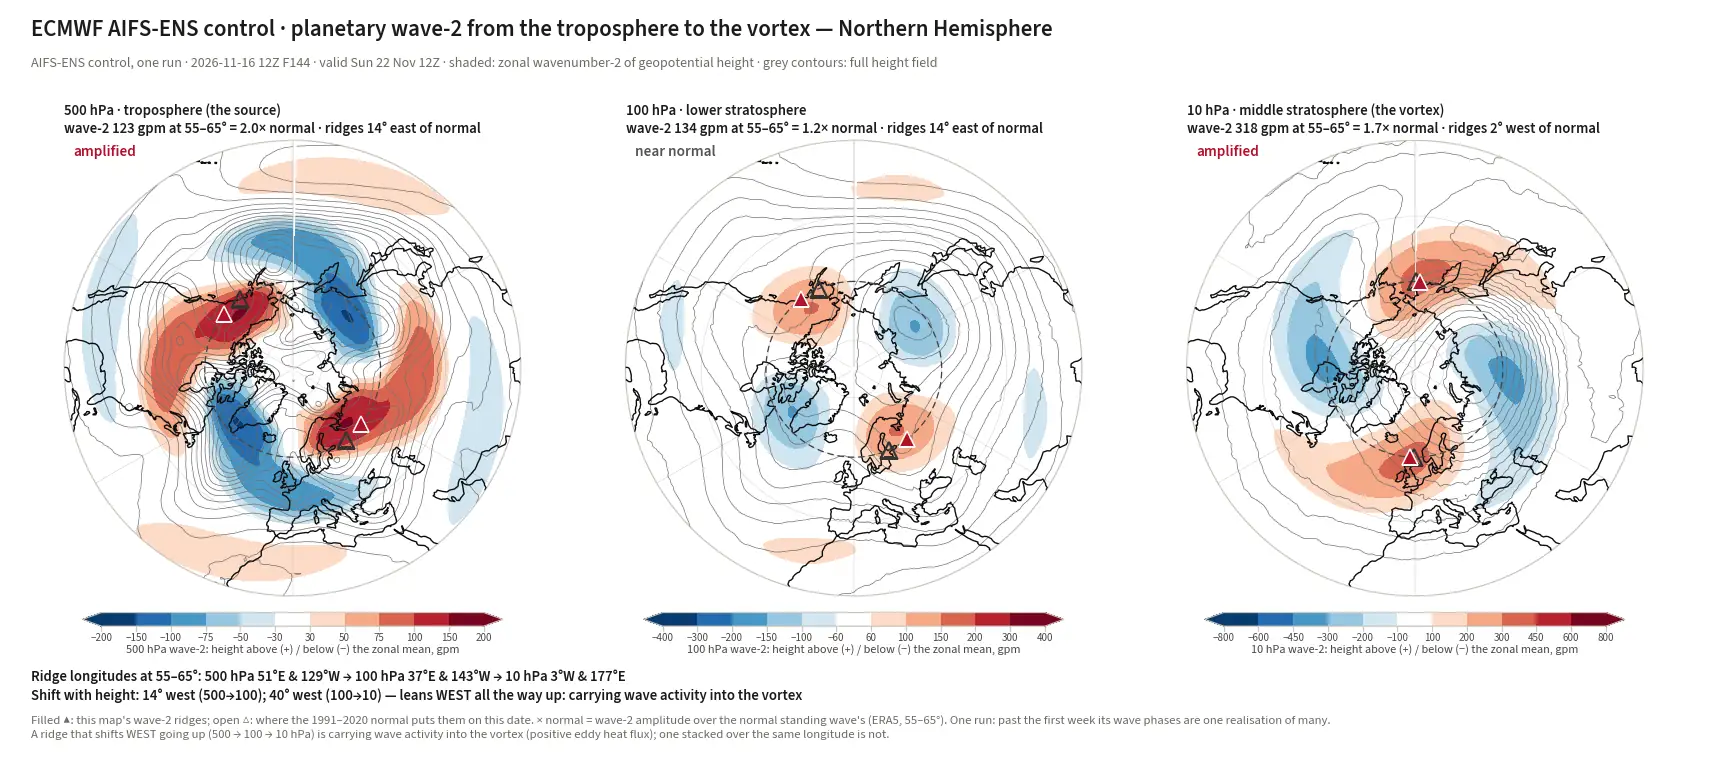 ECMWF AIFS-ENS control · planetary wave-2 from the troposphere to the vortex — Northern Hemisphere
AIFS-ENS control, one run · 2026-11-16 12Z F144 · valid Sun 22 Nov 12Z · shaded: zonal wavenumber-2 of geopotential height · grey contours: full height field
500 hPa · troposphere (the source)
wave-2 123 gpm at 55–65° = 2.0× normal · ridges 14° east of normal
amplified
100 hPa · lower stratosphere
wave-2 134 gpm at 55–65° = 1.2× normal · ridges 14° east of normal
near normal
10 hPa · middle stratosphere (the vortex)
wave-2 318 gpm at 55–65° = 1.7× normal · ridges 2° west of normal
amplified
−200 −150 −100 −75 −50 −30 30 50 75 100 150 200
500 hPa wave-2: height above (+) / below (−) the zonal mean, gpm
−400 −300 −200 −150 −100 −60 60 100 150 200 300 400
100 hPa wave-2: height above (+) / below (−) the zonal mean, gpm
−800 −600 −450 −300 −200 −100 100 200 300 450 600 800
10 hPa wave-2: height above (+) / below (−) the zonal mean, gpm
Ridge longitudes at 55–65°: 500 hPa 51°E & 129°W → 100 hPa 37°E & 143°W → 10 hPa 3°W & 177°E
Shift with height: 14° west (500→100); 40° west (100→10) — leans WEST all the way up: carrying wave activity into the vortex
Filled ▲: this map's wave-2 ridges; open △: where the 1991–2020 normal puts them on this date. × normal = wave-2 amplitude over the normal standing wave's (ERA5, 55–65°). One run: past the first week its wave phases are one realisation of many.
A ridge that shifts WEST going up (500 → 100 → 10 hPa) is carrying wave activity into the vortex (positive eddy heat flux); one stacked over the same longitude is not.